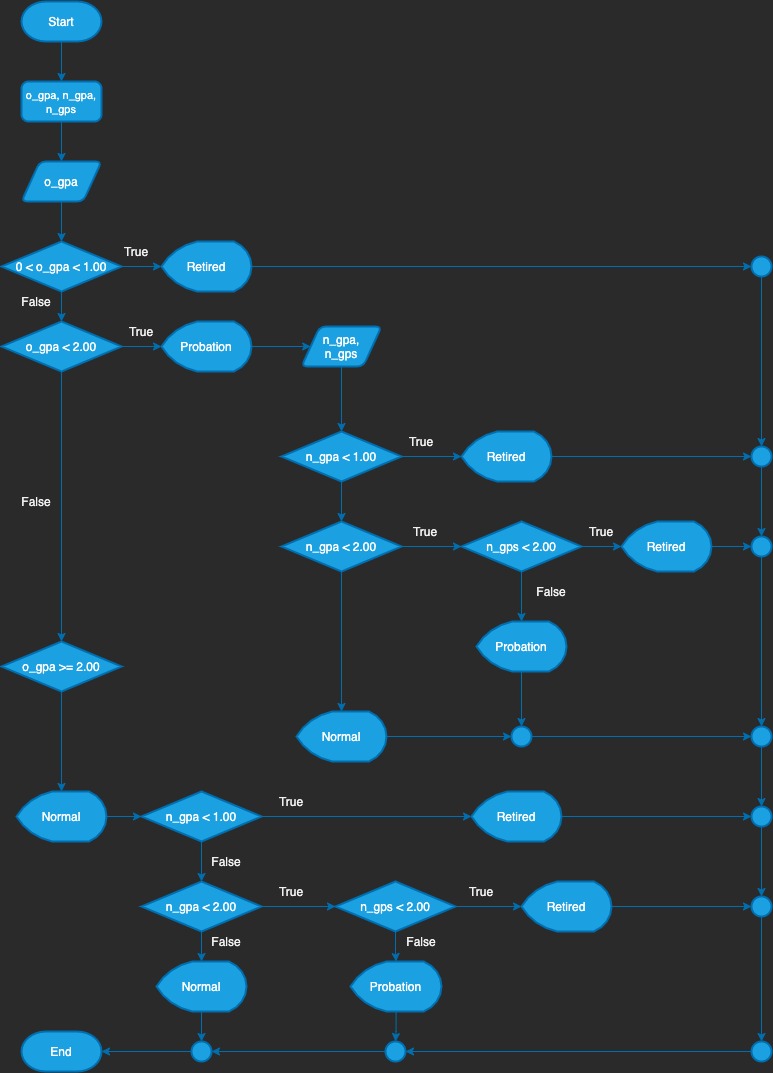 Start
o_gpa, n_gpa,
n_gps
o_gpa
0 < o_gpa < 1.00
True
Retired
False
o_gpa < 2.00
True
Probation
n_gpa,
n_gps
n_gpa < 1.00
True
Retired
False
n_gpa < 2.00
True
n_gps < 2.00
True
Retired
False
Probation
o_gpa >= 2.00
Normal
Normal
n_gpa < 1.00
True
Retired
False
n_gpa < 2.00
True
n_gps < 2.00
True
Retired
False
False
Normal
Probation
End